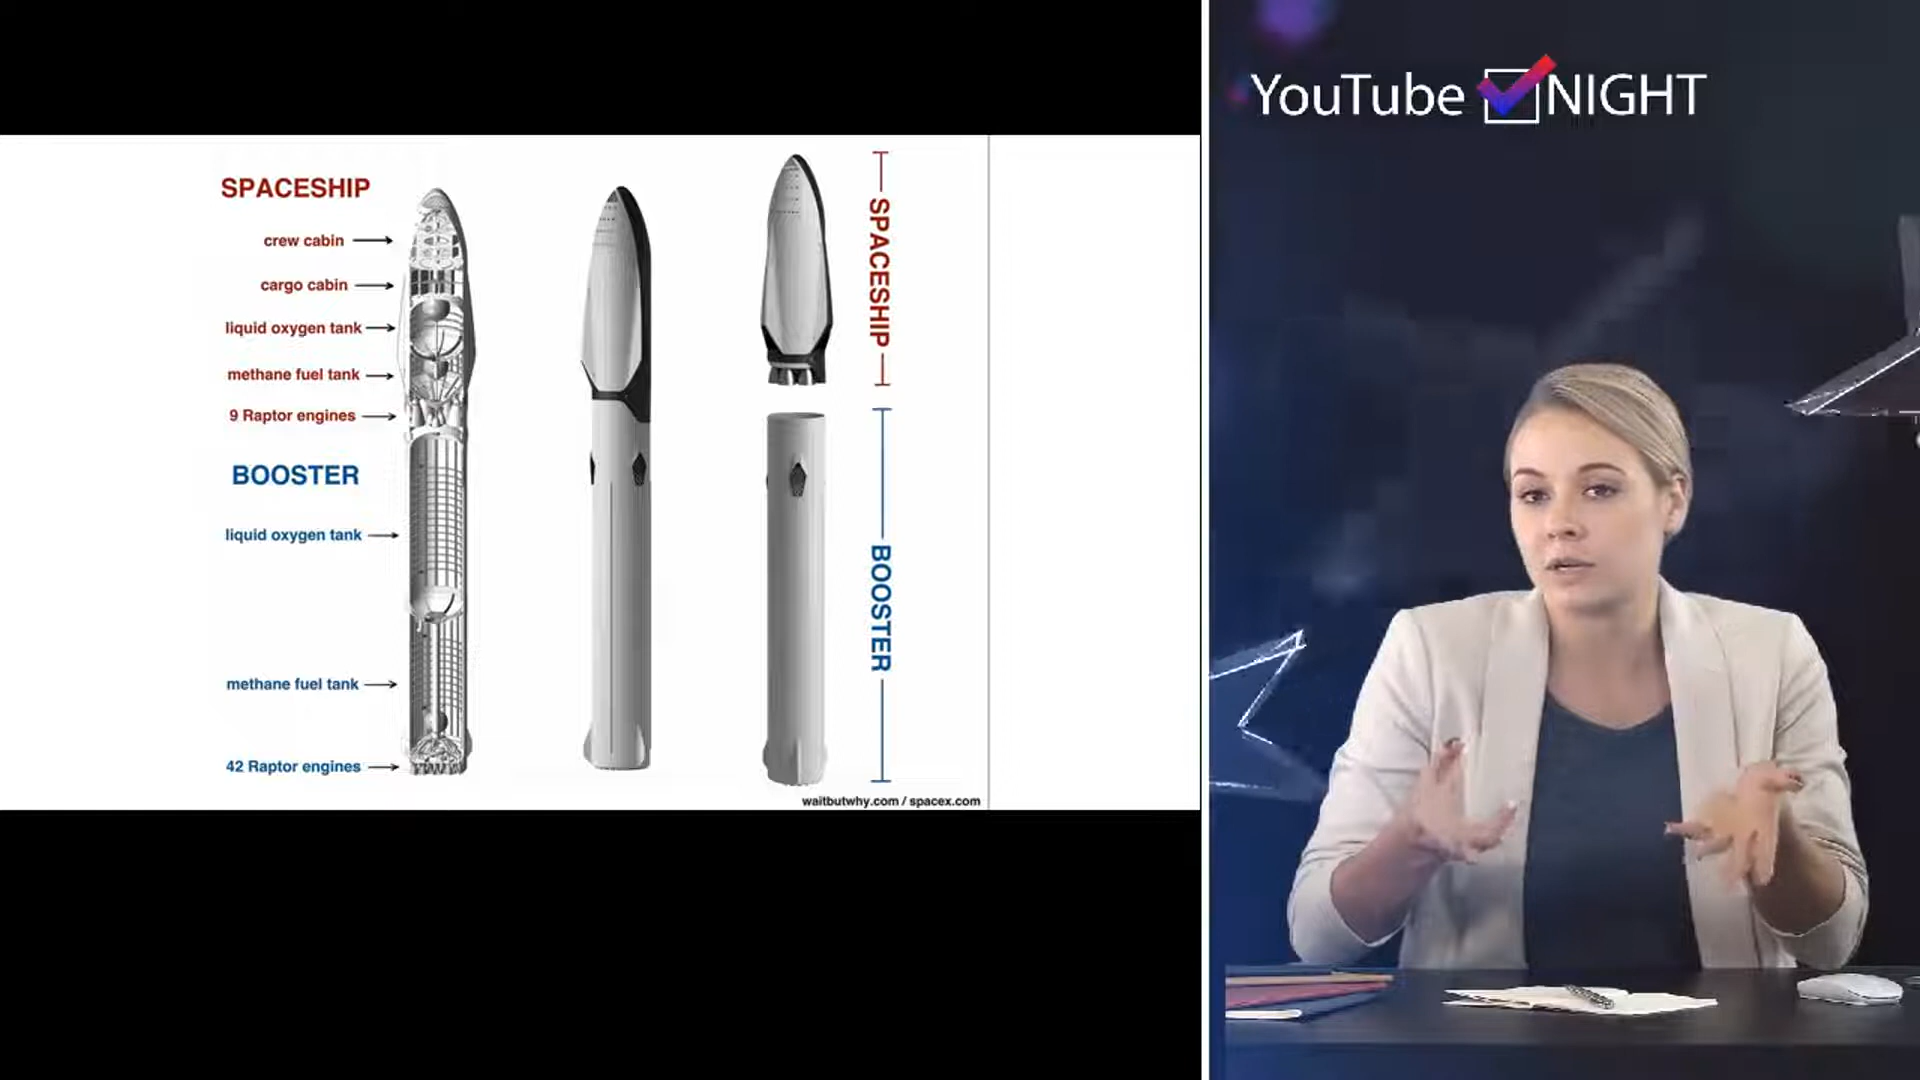 YouTube NIGHT
SPACESHIP
crew cabin
cargo cabin
liquid oxygen tank
methane fuel tank
9 Raptor engines
BOOSTER
liquid oxygen tank
methane fuel tank
42 Raptor engines
SPACESHIP
BOOSTER
waitbutwhy.com / spacex.com